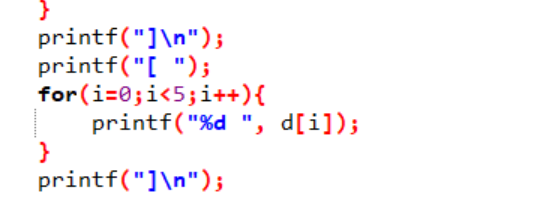 }
printf("]\n");
printf("[ ");
for(i=0;i<5;i++){
    printf("%d ", d[i]);
}
printf("]\n");